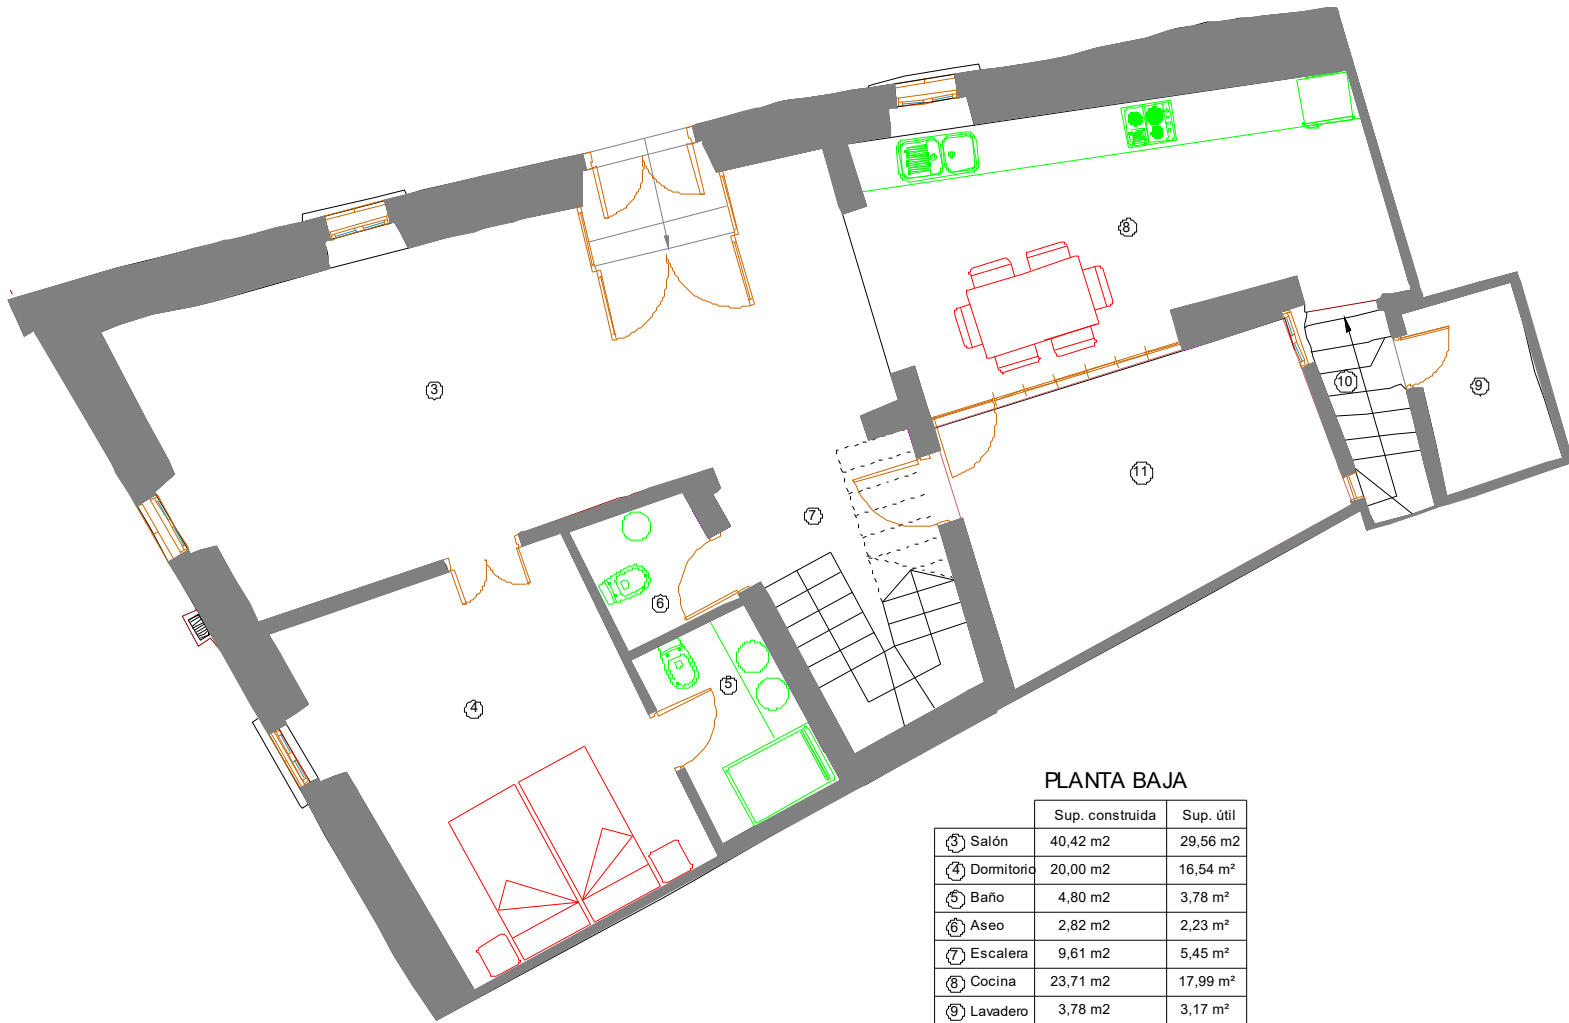 8
3
10
9
11
7
6
5
4
PLANTA BAJA
Sup. construida Sup. útil
3 Salón 40,42 m2 29,56 m2
4 Dormitorio 20,00 m2 16,54 m²
5 Baño 4,80 m2 3,78 m²
6 Aseo 2,82 m2 2,23 m²
7 Escalera 9,61 m2 5,45 m²
8 Cocina 23,71 m2 17,99 m²
9 Lavadero 3,78 m2 3,17 m²